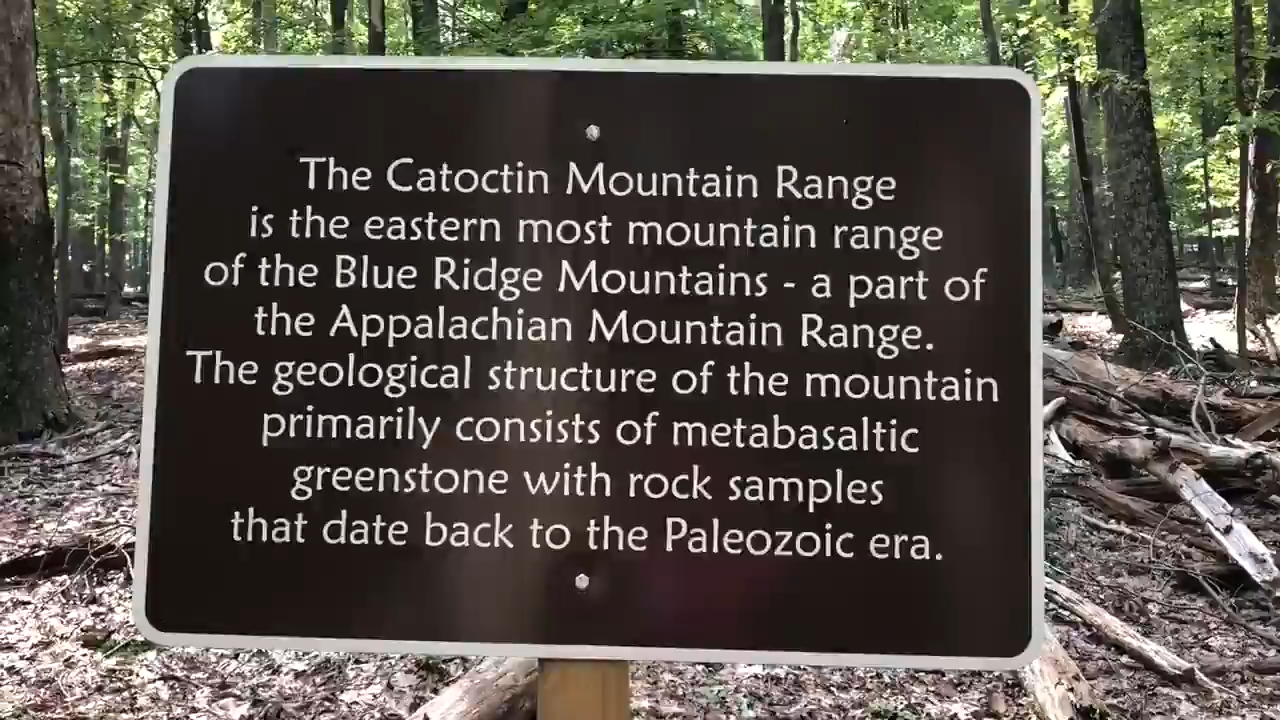 The Catoctin Mountain Range
is the eastern most mountain range
of the Blue Ridge Mountains - a part of
the Appalachian Mountain Range.
The geological structure of the mountain
primarily consists of metabasaltic
greenstone with rock samples
that date back to the Paleozoic era.